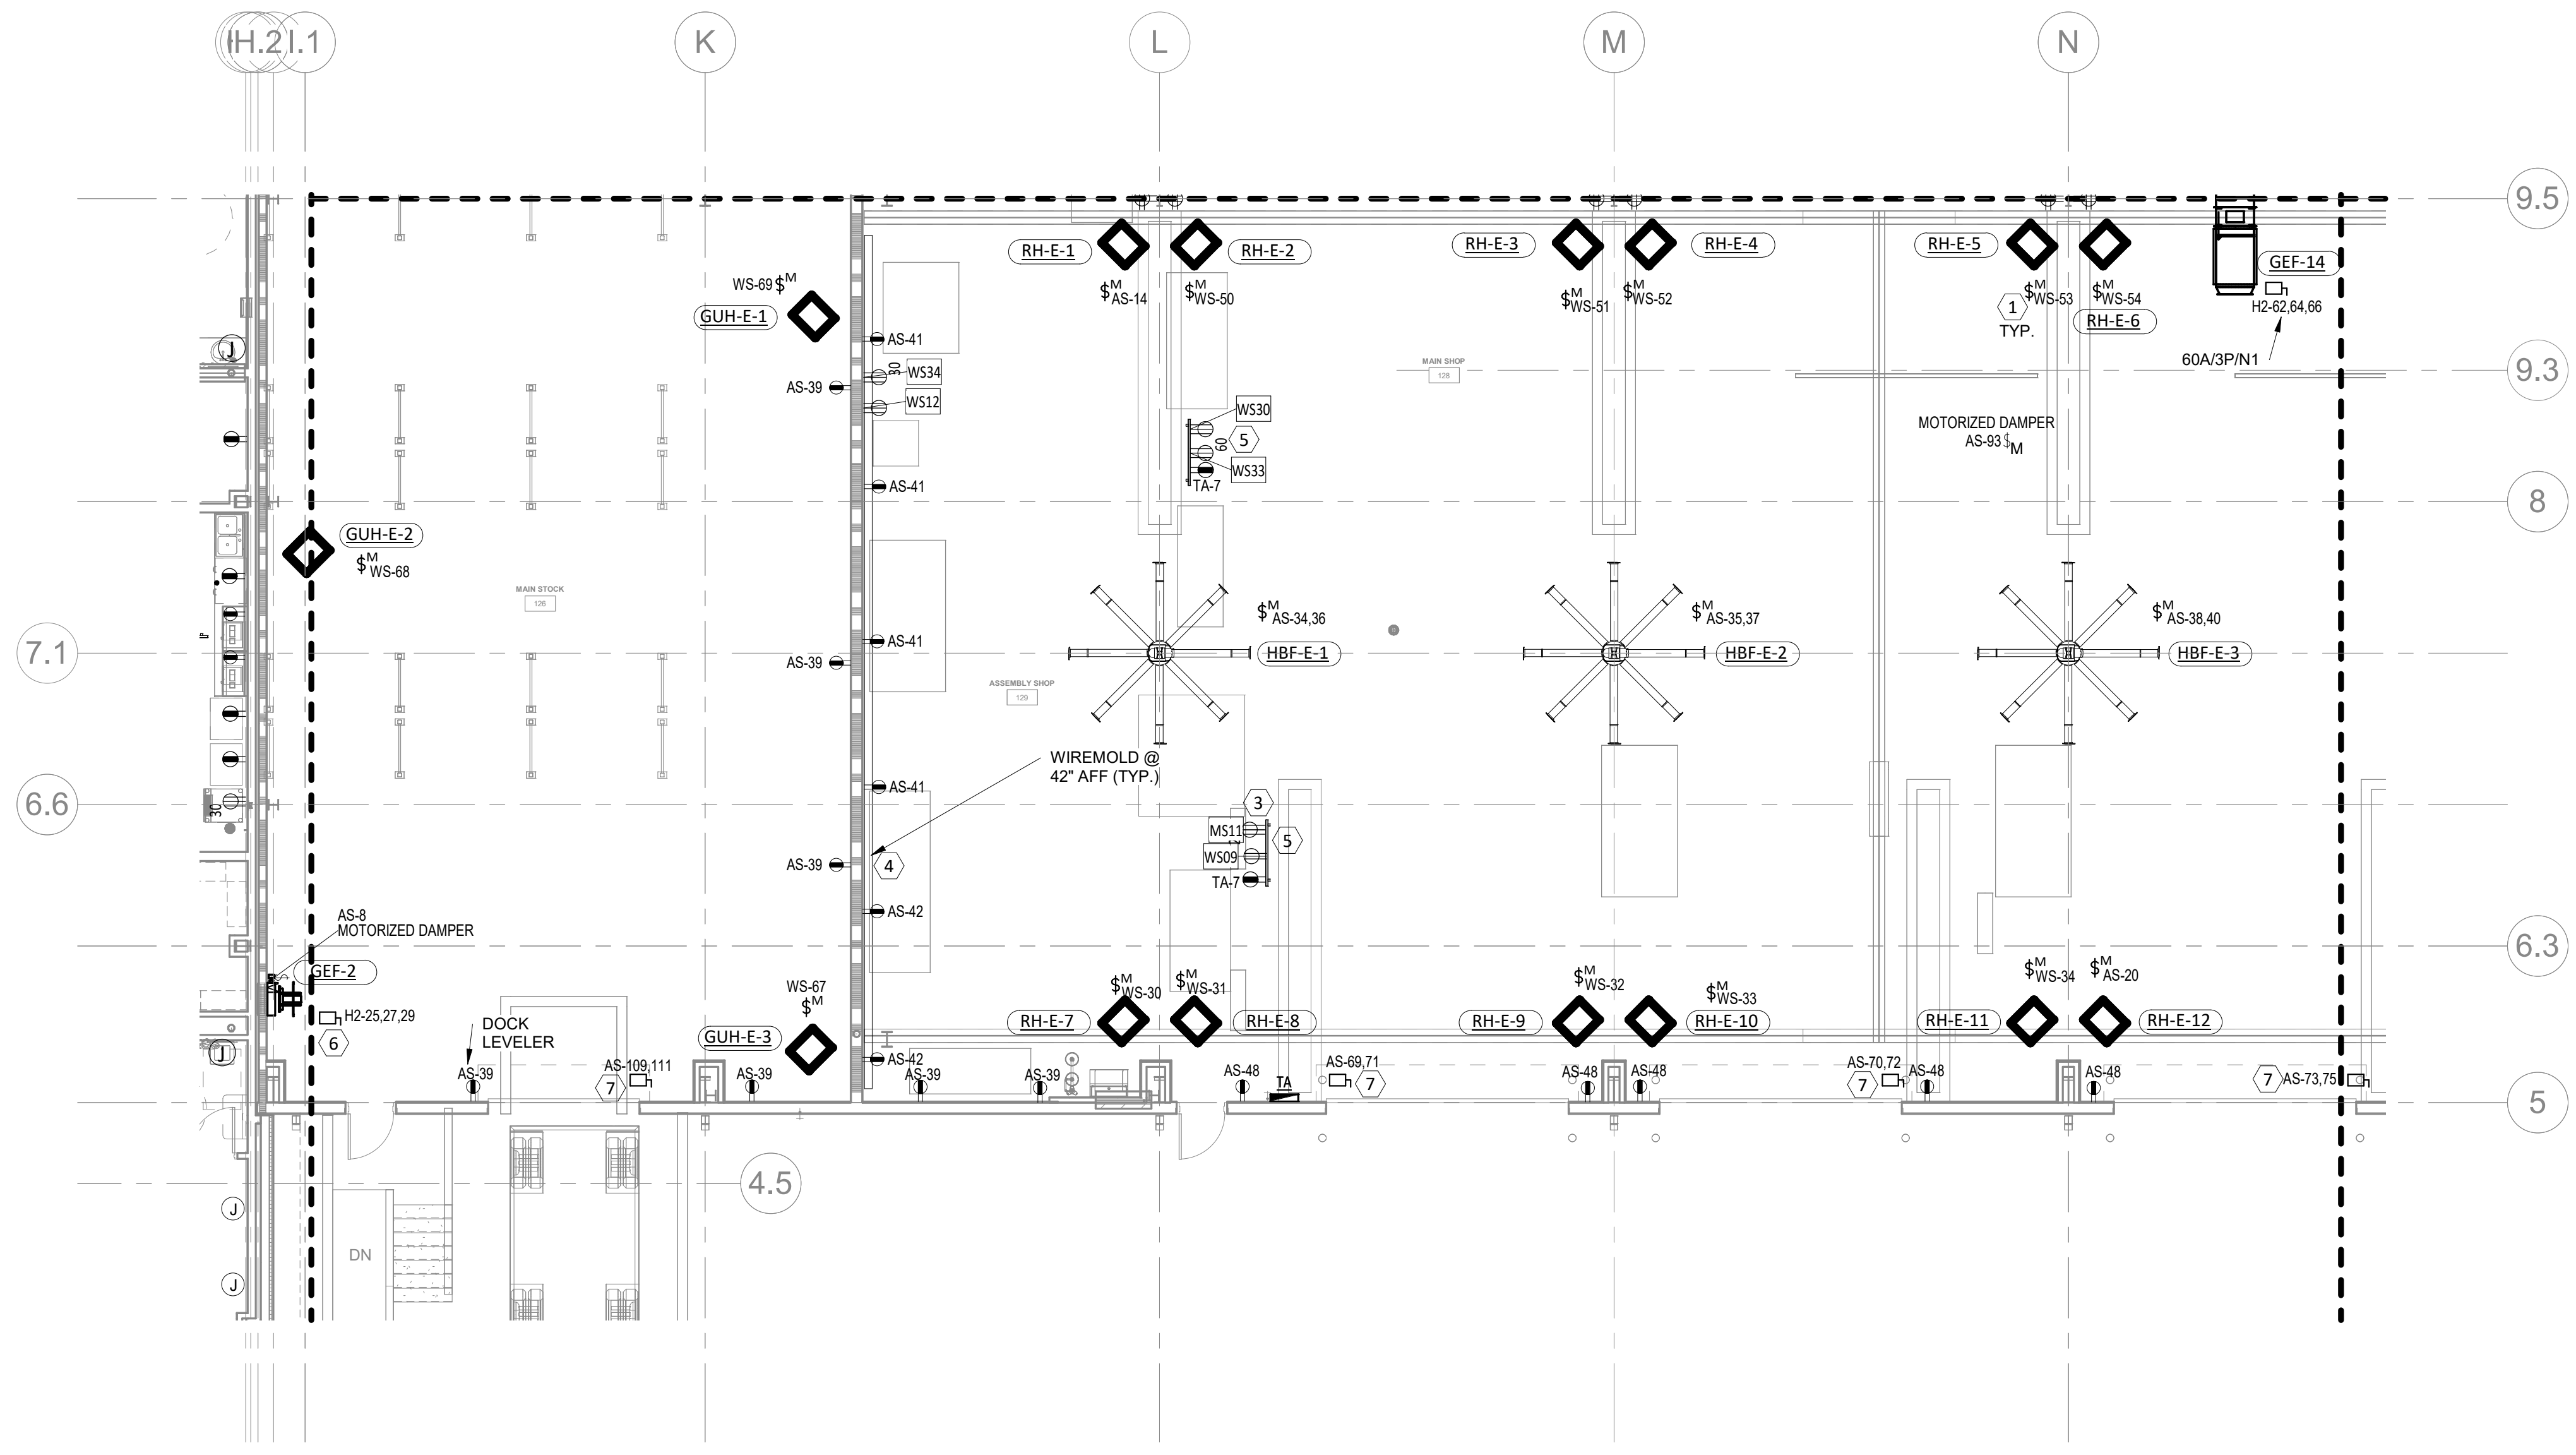 H.2
I.1
K
L
M
N
9.5
RH-E-1
RH-E-2
RH-E-3
RH-E-4
RH-E-5
GEF-14
WS-69 $M
GUH-E-1
$M AS-14
$M WS-50
$M WS-51
$M WS-52
$M WS-53
$M WS-54
1
TYP.
RH-E-6
H2-62,64,66
60A/3P/N1
J
AS-41
MAIN SHOP
128
9.3
30
WS34
AS-39
WS12
WS30
60
5
WS33
TA-7
MOTORIZED DAMPER
AS-93 $M
AS-41
8
GUH-E-2
$M WS-68
MAIN STOCK
126
$M AS-34,36
$M AS-35,37
$M AS-38,40
7.1
AS-41
AS-39
HBF-E-1
HBF-E-2
HBF-E-3
ASSEMBLY SHOP
129
WIREMOLD @
42" AFF (TYP.)
AS-41
6.6
30
3
MS11
5
WS09
TA-7
AS-39
4
AS-42
AS-8
MOTORIZED DAMPER
6.3
GEF-2
WS-67
$M
$M WS-30
$M WS-31
$M WS-32
$M WS-33
$M WS-34
$M AS-20
H2-25,27,29
6
DOCK
LEVELER
GUH-E-3
RH-E-7
RH-E-8
RH-E-9
RH-E-10
RH-E-11
RH-E-12
J
AS-39
AS-109,111
7
AS-39
AS-42
AS-39
AS-39
AS-48
TA
AS-69,71
7
AS-48
AS-48
AS-70,72
7
AS-48
AS-48
7
AS-73,75
5
4.5
J
DN
J